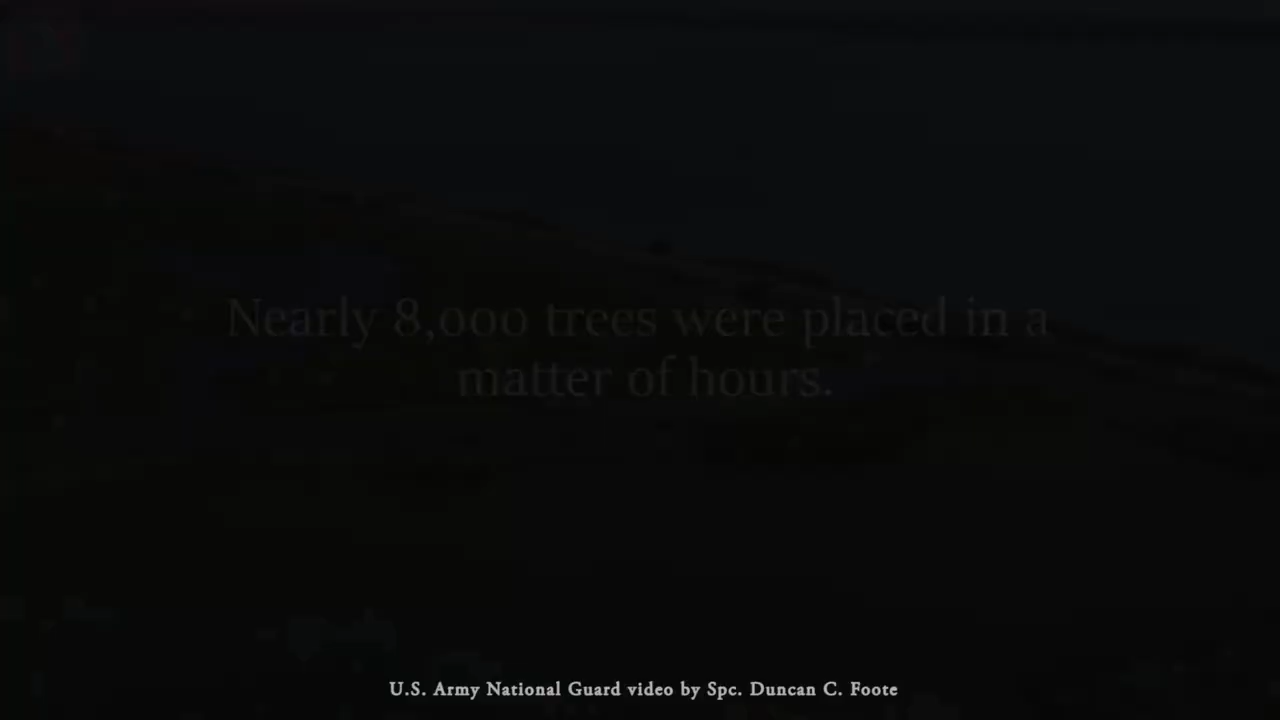 Nearly 8,000 trees were placed in a
matter of hours.
U.S. Army National Guard video by Spc. Duncan C. Foote